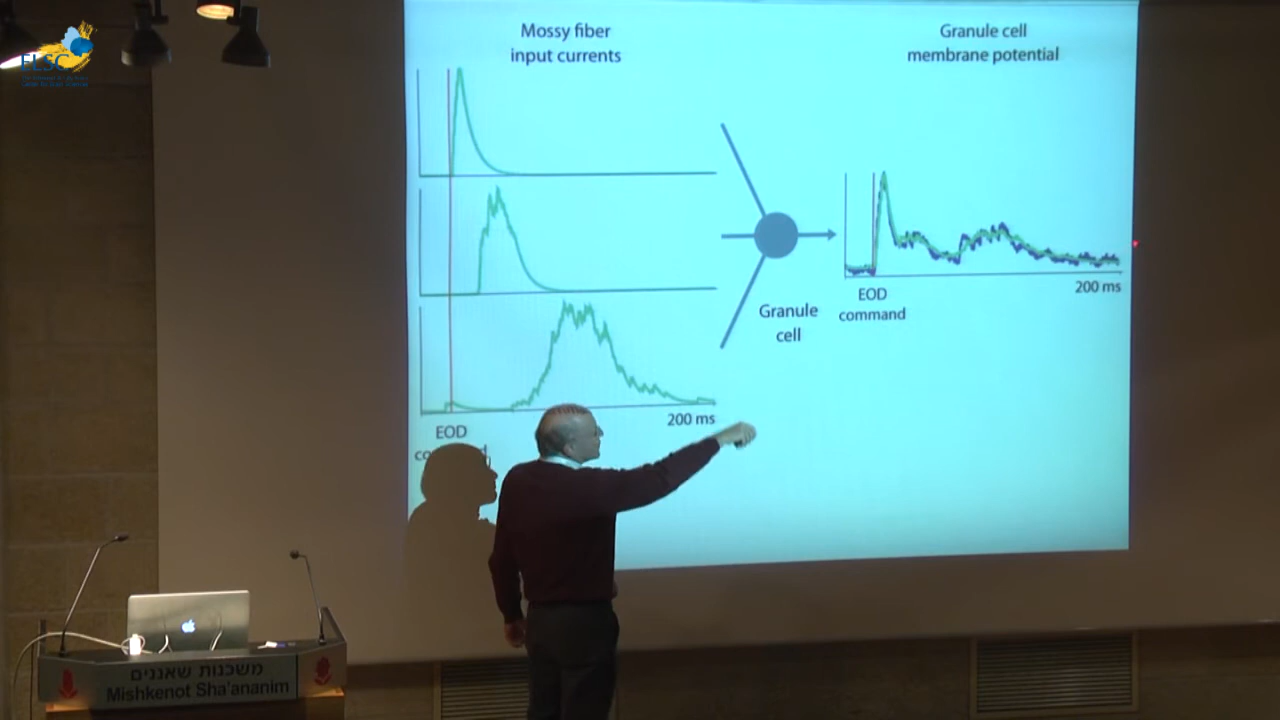 ELSC
Mossy fiber
input currents
Granule cell
membrane potential
Granule
cell
EOD
command
200 ms
200 ms
EOD
משכנות שאננים
Mishkenot Sha'ananim